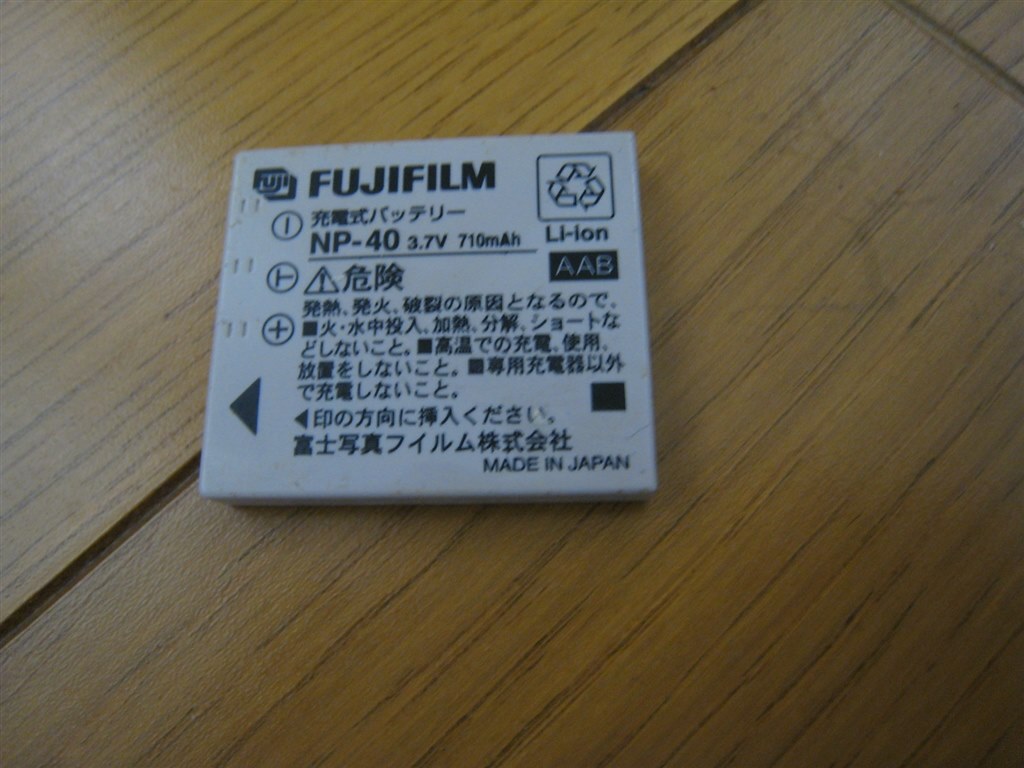 FUJI FUJIFILM
充電式バッテリー
NP-40 3.7V 710mAh
Li-ion
AAB
⚠危険
発熱、発火、破裂の原因となるので、
■火・水中投入、加熱、分解、ショートな
どしないこと。■高温での充電、使用、
放置をしないこと。■専用充電器以外
で充電しないこと。
◀印の方向に挿入ください。
富士写真フイルム株式会社
MADE IN JAPAN